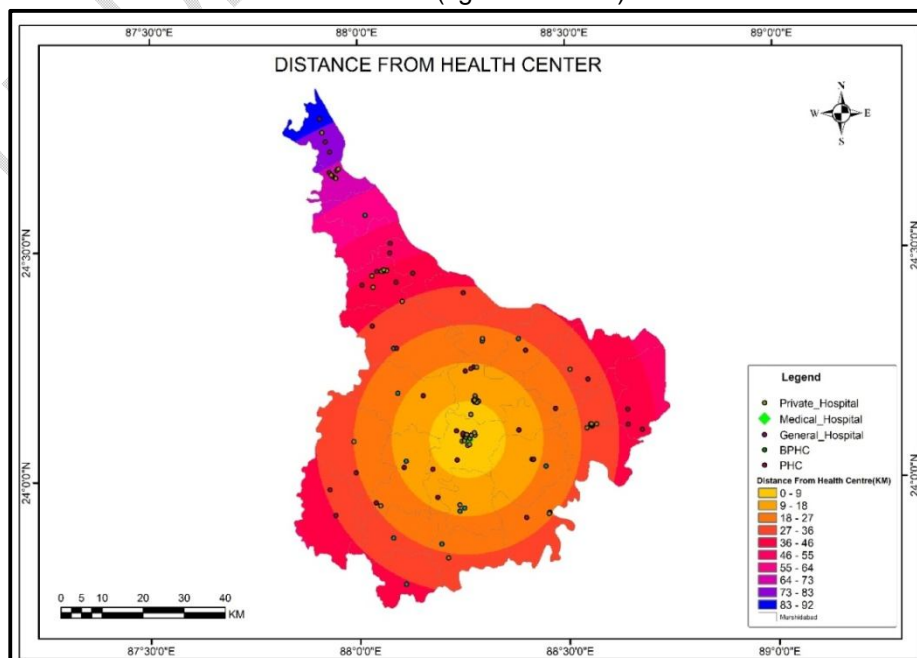 87°30'0"E 88°0'0"E 88°30'0"E 89°0'0"E
DISTANCE FROM HEALTH CENTER
N
W E
S
24°30'0"N 24°30'0"N
24°0'0"N 24°0'0"N
Legend
Private_Hospital
Medical_Hospital
General_Hospital
BPHC
PHC
Distance From Health Centre(KM)
0 - 9
9 - 18
18 - 27
27 - 36
36 - 46
46 - 55
55 - 64
64 - 73
73 - 83
83 - 92
Murshidabad
0 5 10 20 30 40
KM
87°30'0"E 88°0'0"E 88°30'0"E 89°0'0"E